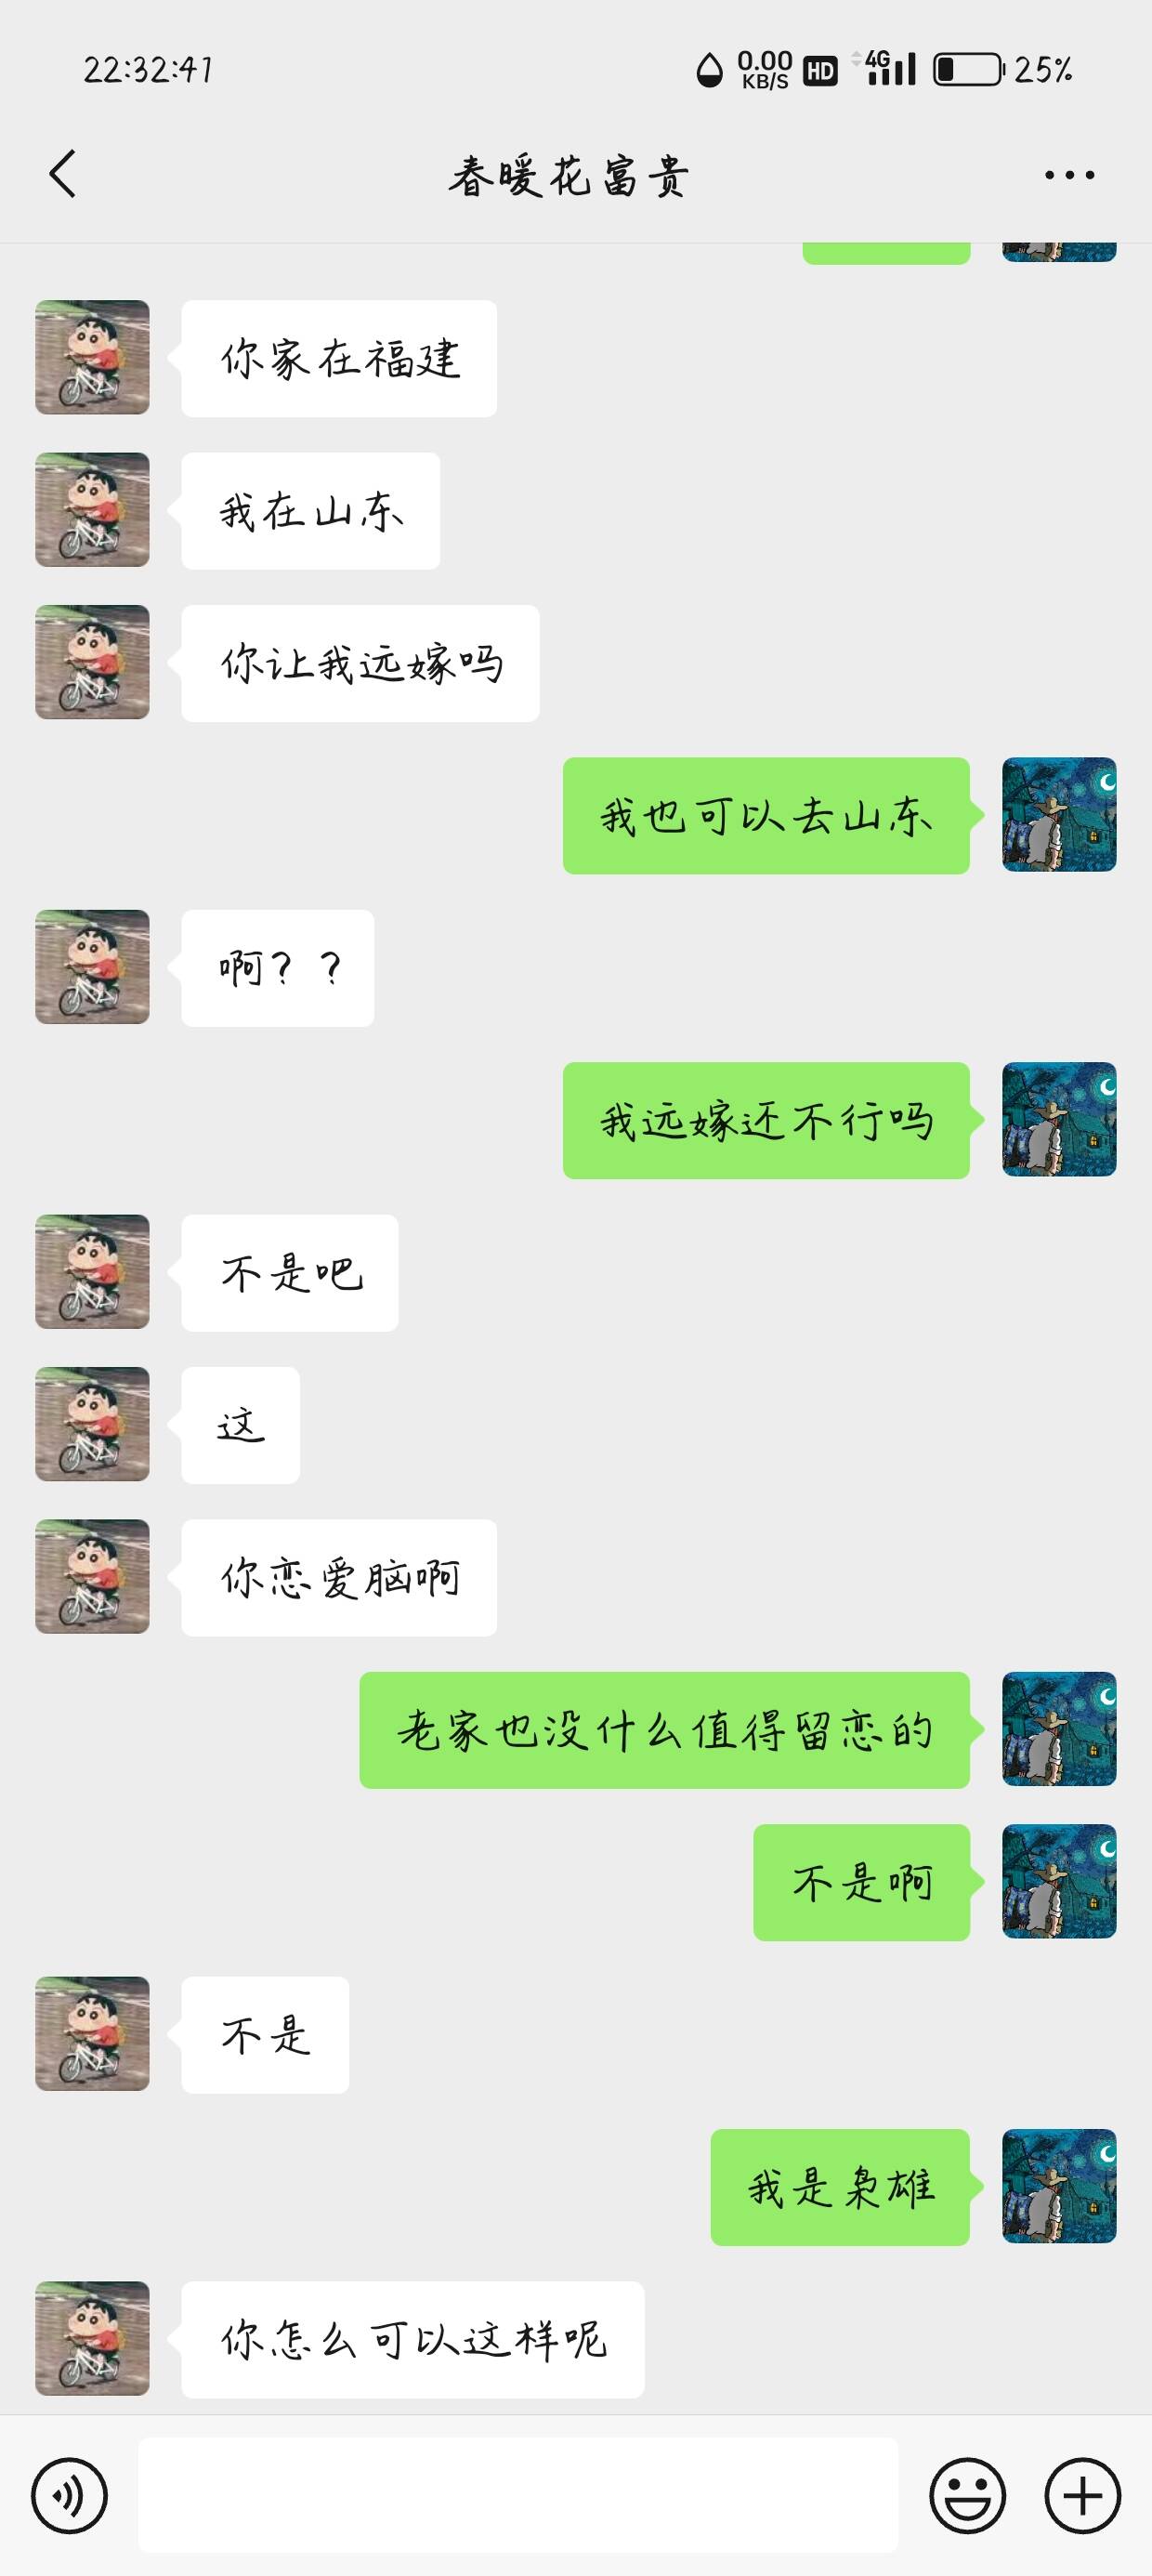 22:32:41
0.00
KB/S
HD
4G
25%
春暖花富贵
你家在福建
我在山东
你让我远嫁吗
我也可以去山东
啊？？
我远嫁还不行吗
不是吧
这
你恋爱脑啊
老家也没什么值得留恋的
不是啊
不是
我是枭雄
你怎么可以这样呢